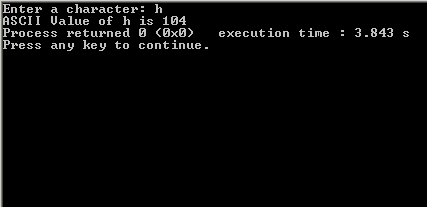 Enter a character: h
ASCII Value of h is 104
Process returned 0 (0x0)   execution time : 3.843 s
Press any key to continue.